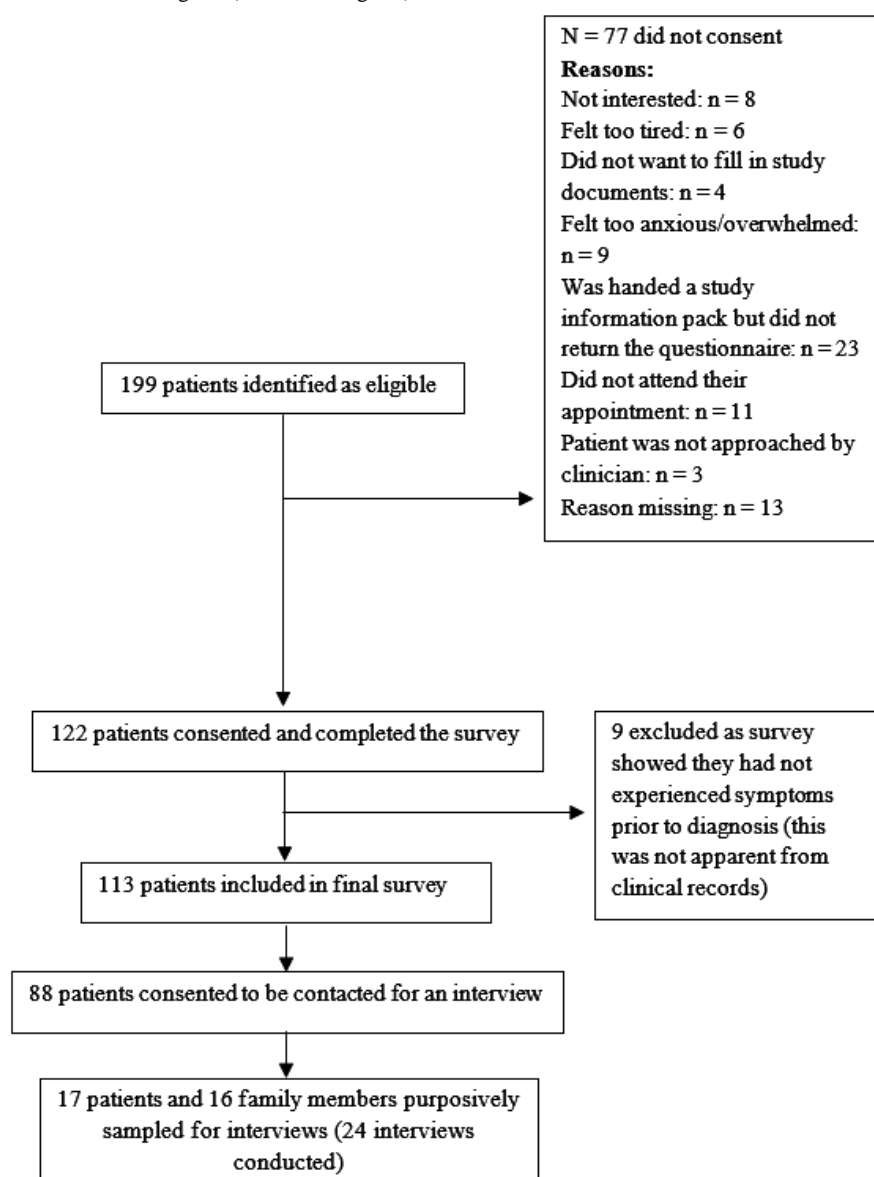 N = 77 did not consent
Reasons:
Not interested: n = 8
Felt too tired: n = 6
Did not want to fill in study
documents: n = 4
Felt too anxious/overwhelmed:
n = 9
Was handed a study
information pack but did not
return the questionnaire: n = 23
Did not attend their
appointment: n = 11
Patient was not approached by
clinician: n = 3
Reason missing: n = 13
199 patients identified as eligible
122 patients consented and completed the survey
9 excluded as survey
showed they had not
experienced symptoms
prior to diagnosis (this
was not apparent from
clinical records)
113 patients included in final survey
88 patients consented to be contacted for an interview
17 patients and 16 family members purposively
sampled for interviews (24 interviews
conducted)